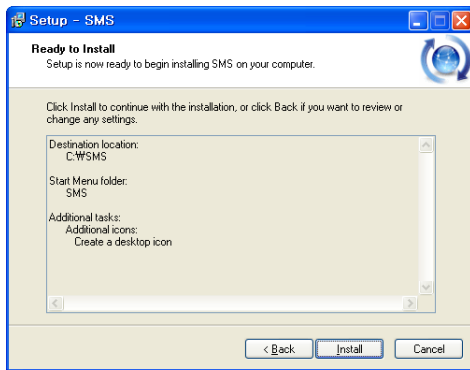 Setup - SMS
Ready to Install
Setup is now ready to begin installing SMS on your computer.
Click Install to continue with the installation, or click Back if you want to review or
change any settings.
Destination location:
C:₩SMS
Start Menu folder:
SMS
Additional tasks:
Additional icons:
Create a desktop icon
< Back
Install
Cancel